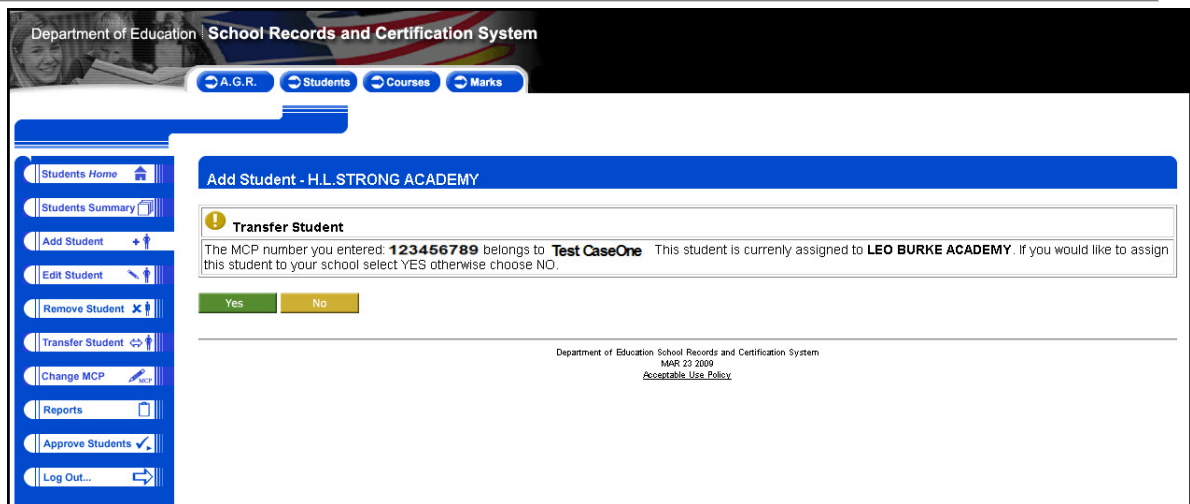 Department of Education School Records and Certification System
A.G.R. Students Courses Marks
Students Home
Students Summary
Add Student
Edit Student
Remove Student
Transfer Student
Change MCP
MCP
Reports
Approve Students
Log Out...
Add Student - H.L.STRONG ACADEMY
Transfer Student
The MCP number you entered: 123456789 belongs to Test CaseOne This student is currenly assigned to LEO BURKE ACADEMY. If you would like to assign
this student to your school select YES otherwise choose NO.
Yes No
Department of Education School Records and Certification System
MAR 23 2009
Acceptable Use Policy